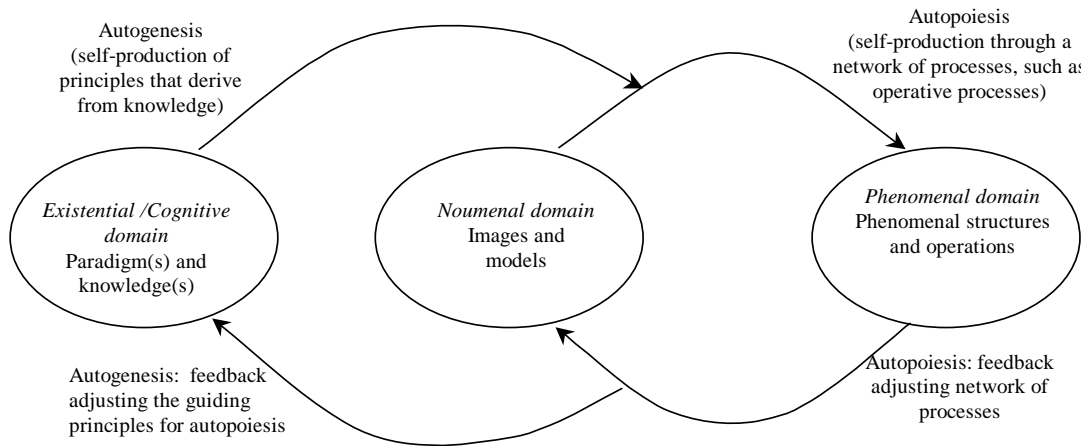 Autogenesis
(self-production of
principles that derive
from knowledge)
Autopoiesis
(self-production through a
network of processes, such as
operative processes)
Existential /Cognitive
domain
Paradigm(s) and
knowledge(s)
Noumenal domain
Images and
models
Phenomenal domain
Phenomenal structures
and operations
Autogenesis: feedback
adjusting the guiding
principles for autopoiesis
Autopoiesis: feedback
adjusting network of
processes